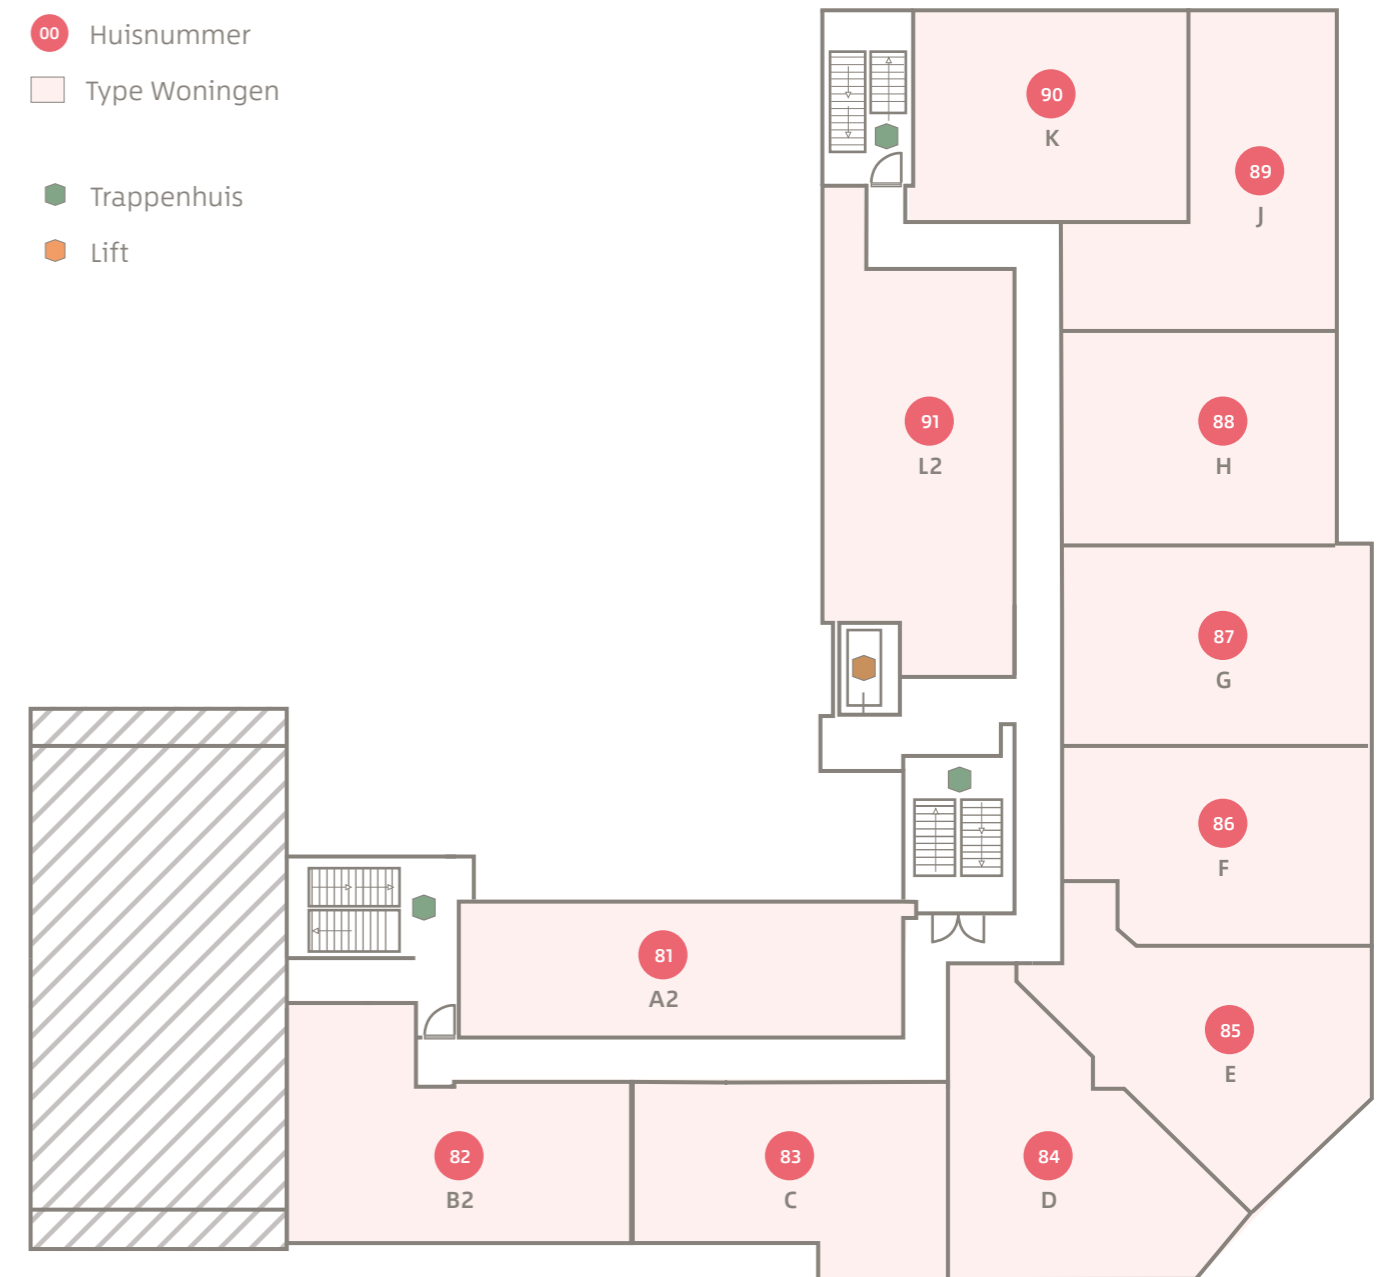 00 Huisnummer
Type Woningen
Trappenhuis
Lift
90
K
89
J
91
L2
88
H
87
G
86
F
81
A2
85
E
82
B2
83
C
84
D